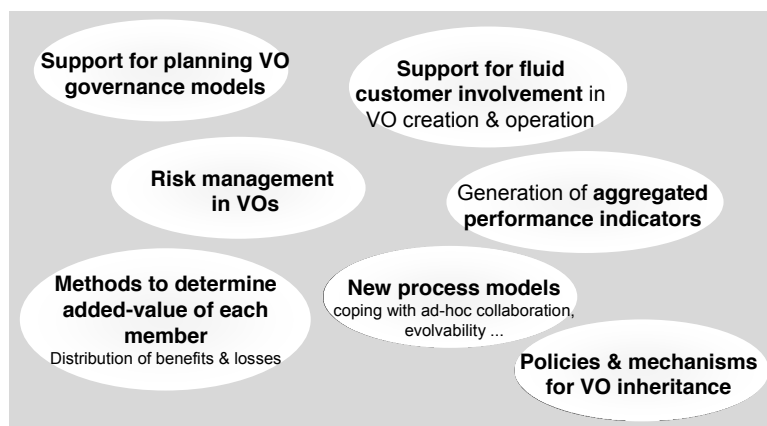 Support for planning VO
governance models
Support for fluid
customer involvement in
VO creation & operation
Risk management
in VOs
Generation of aggregated
performance indicators
Methods to determine
added-value of each
member
Distribution of benefits & losses
New process models
coping with ad-hoc collaboration,
evolvability ...
Policies & mechanisms
for VO inheritance